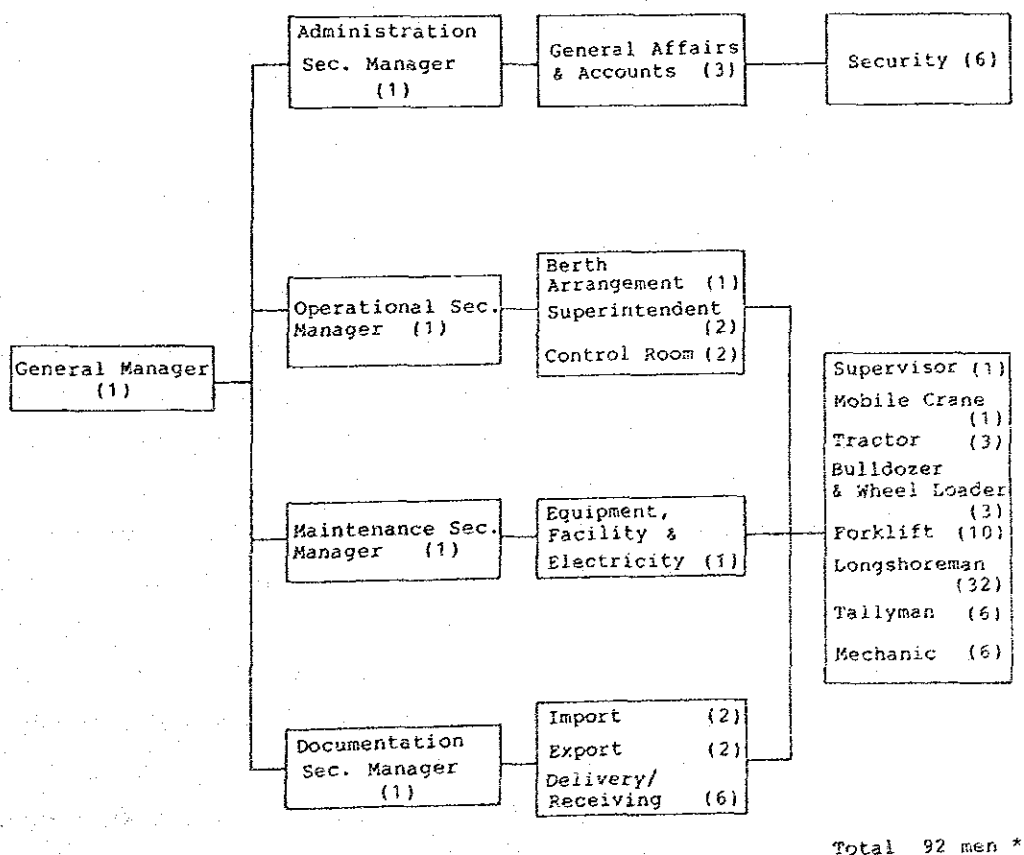 Administration
Sec. Manager
(1)
General Affairs
& Accounts (3)
Security (6)
Operational Sec.
Manager (1)
Berth
Arrangement (1)
Superintendent
(2)
Control Room (2)
General Manager
(1)
Supervisor (1)
Mobile Crane
(1)
Tractor (3)
Bulldozer
& Wheel Loader
(3)
Forklift (10)
Longshoreman
(32)
Tallyman (6)
Mechanic (6)
Maintenance Sec.
Manager (1)
Equipment,
Facility &
Electricity (1)
Documentation
Sec. Manager
(1)
Import (2)
Export (2)
Delivery/
Receiving (6)
Total 92 men *